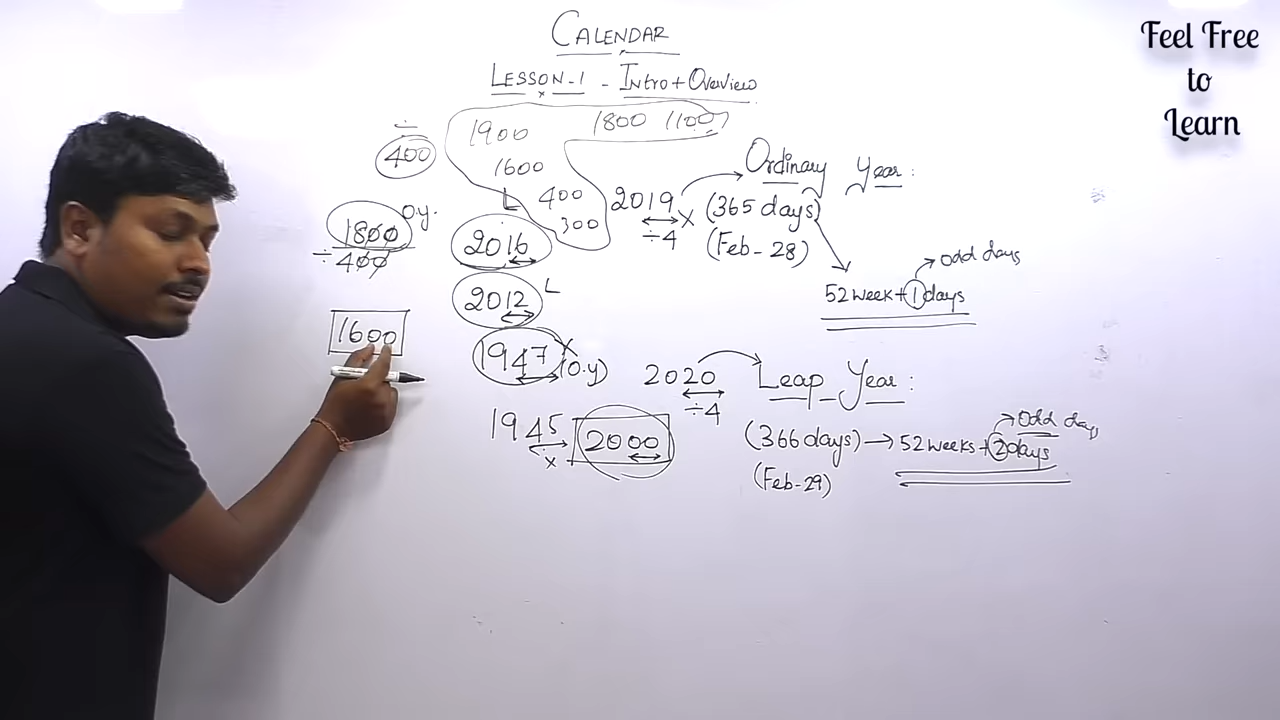 CALENDAR
LESSON-1 - Intro + Overview
Feel Free
to
Learn
÷
400
1800 O.y.
÷ 400
1600
1900 1800 1100
1600
400
300
L
2016
2012 L
1947 x (O.y)
1945 x
2000
2019 x
÷4
Ordinary Year:
(365 days)
(Feb-28)
52 week + 1 days
odd days
2020
÷4
Leap Year:
(366 days) → 52 weeks + 2 days
Odd days
(Feb-29)